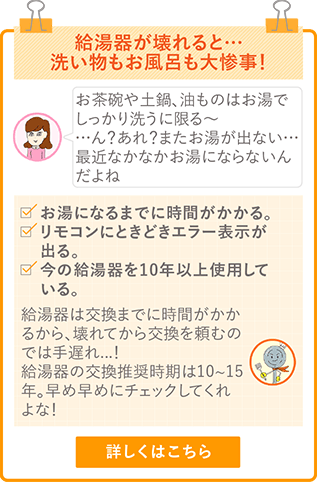 給湯器が壊れると…
洗い物もお風呂も大惨事！
お茶碗や土鍋、油ものはお湯で
しっかり洗うに限る〜
…ん？あれ？またお湯が出ない…
最近なかなかお湯にならないん
だよね
お湯になるまでに時間がかかる。
リモコンにときどきエラー表示が
出る。
今の給湯器を10年以上使用して
いる。
給湯器は交換までに時間がかか
るから、壊れてから交換を頼むの
では手遅れ...！
給湯器の交換推奨時期は10~15
年。早め早めにチェックしてくれ
よな！
詳しくはこちら